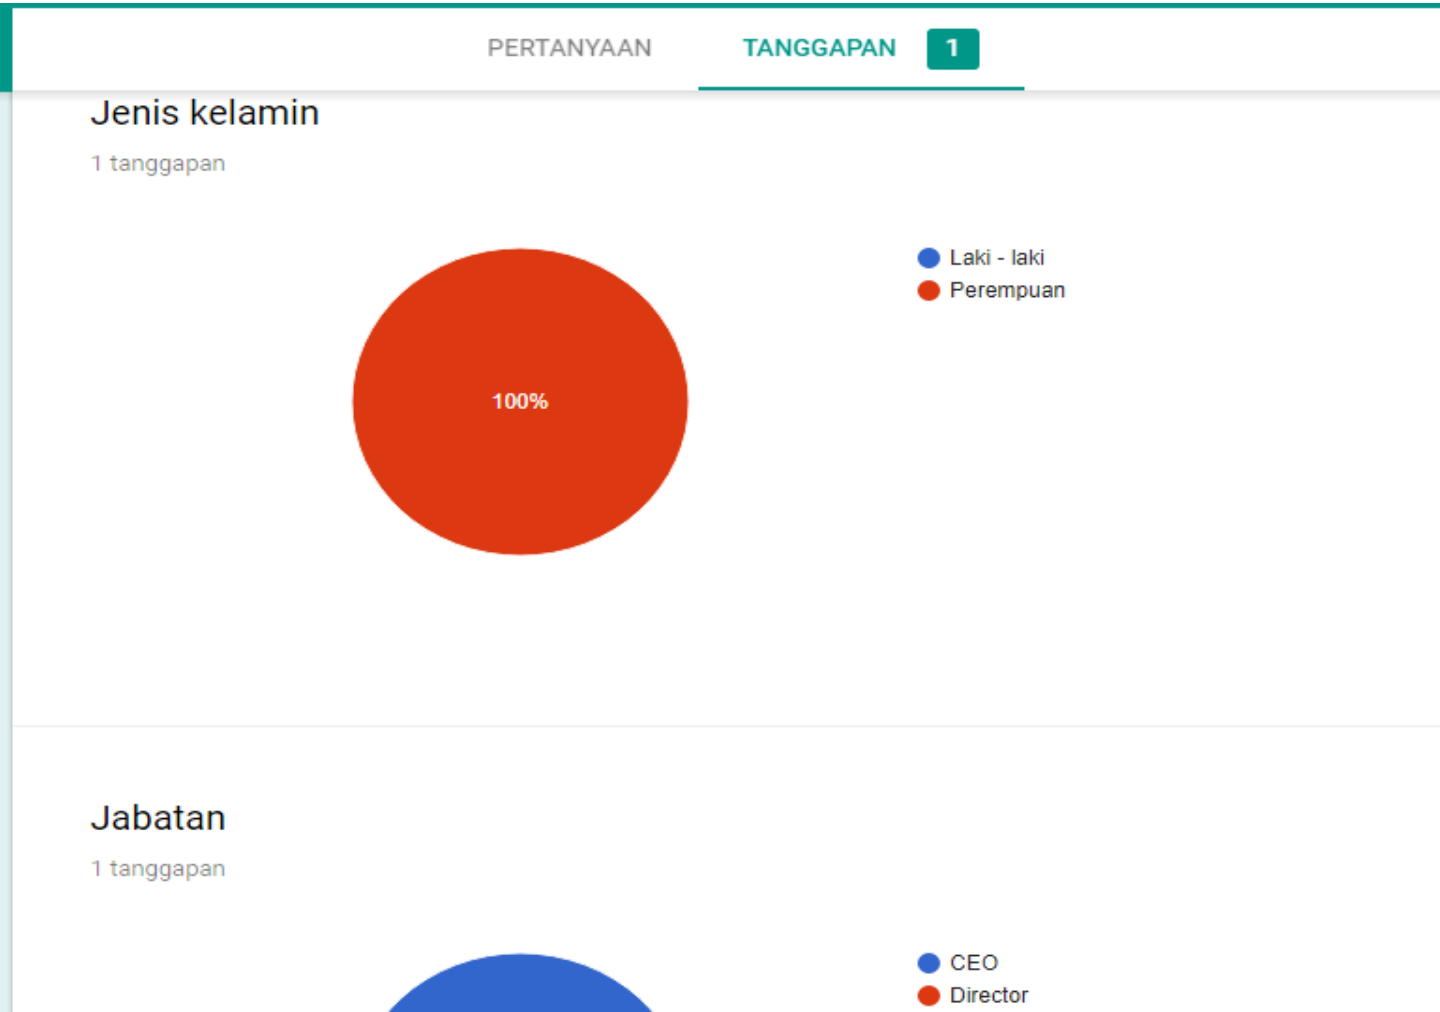 PERTANYAAN
TANGGAPAN 1
Jenis kelamin
1 tanggapan
Laki - laki
Perempuan
100%
Jabatan
1 tanggapan
CEO
Director